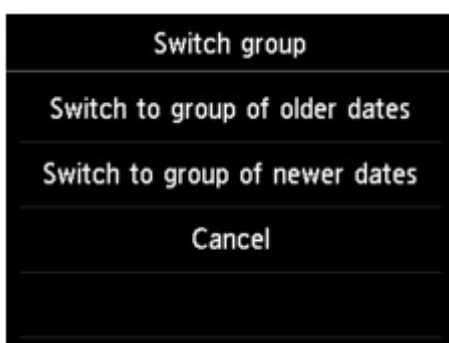 Switch group
Switch to group of older dates
Switch to group of newer dates
Cancel